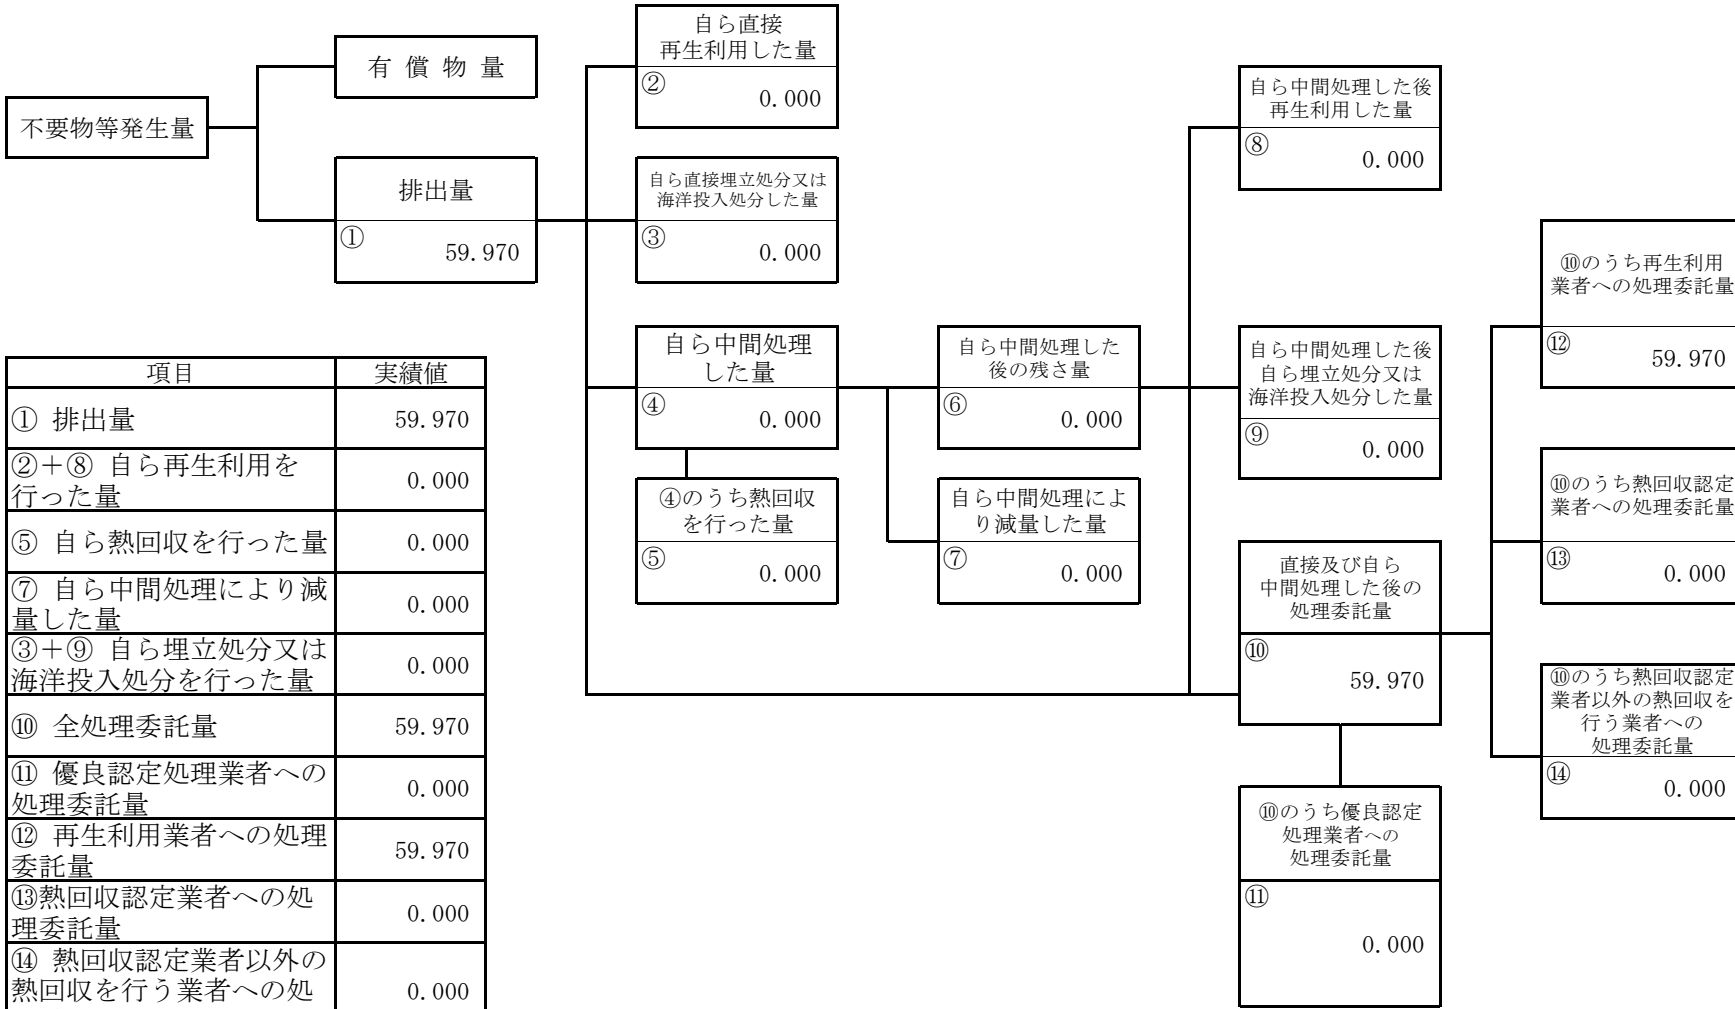 不要物等発生量
有 償 物 量
排出量
①
59.970
自ら直接
再生利用した量
②
0.000
自ら直接埋立処分又は
海洋投入処分した量
③
0.000
自ら中間処理
した量
④
0.000
④のうち熱回収
を行った量
⑤
0.000
自ら中間処理した
後の残さ量
⑥
0.000
自ら中間処理によ
り減量した量
⑦
0.000
自ら中間処理した後
再生利用した量
⑧
0.000
自ら中間処理した後
自ら埋立処分又は
海洋投入処分した量
⑨
0.000
直接及び自ら
中間処理した後の
処理委託量
⑩
59.970
⑩のうち優良認定
処理業者への
処理委託量
⑪
0.000
⑩のうち再生利用
業者への処理委託量
⑫
59.970
⑩のうち熱回収認定
業者への処理委託量
⑬
0.000
⑩のうち熱回収認定
業者以外の熱回収を
行う業者への
処理委託量
⑭
0.000
項目 実績値
① 排出量 59.970
②+⑧ 自ら再生利用を
行った量 0.000
⑤ 自ら熱回収を行った量 0.000
⑦ 自ら中間処理により減
量した量 0.000
③+⑨ 自ら埋立処分又は
海洋投入処分を行った量 0.000
⑩ 全処理委託量 59.970
⑪ 優良認定処理業者への
処理委託量 0.000
⑫ 再生利用業者への処理
委託量 59.970
⑬熱回収認定業者への処
理委託量 0.000
⑭ 熱回収認定業者以外の
熱回収を行う業者への処 0.000